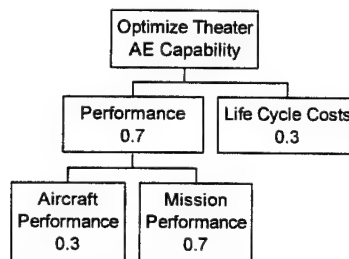 Optimize Theater
AE Capability
Performance
0.7
Life Cycle Costs
0.3
Aircraft
Performance
0.3
Mission
Performance
0.7